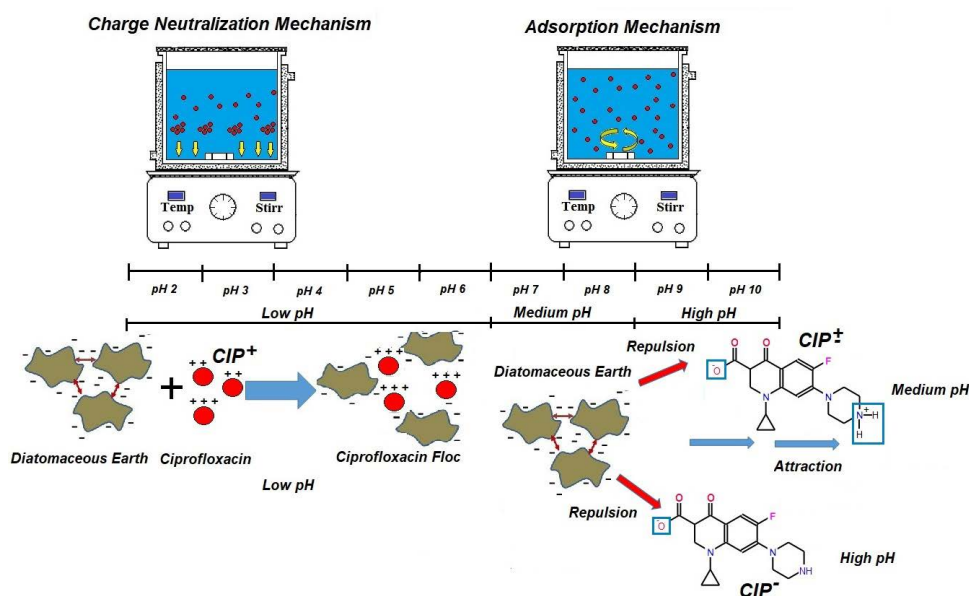 Charge Neutralization Mechanism
Adsorption Mechanism
Temp
Stirr
Temp
Stirr
pH 2
pH 3
pH 4
pH 5
pH 6
pH 7
pH 8
pH 9
pH 10
Low pH
Medium pH
High pH
CIP+
+
Diatomaceous Earth
Ciprofloxacin
Ciprofloxacin Floc
Low pH
Diatomaceous Earth
Repulsion
CIP±
O
O
O
F
N
N
N
H
H
+
Medium pH
Attraction
Repulsion
O
O
O
F
N
N
NH
CIP-
High pH